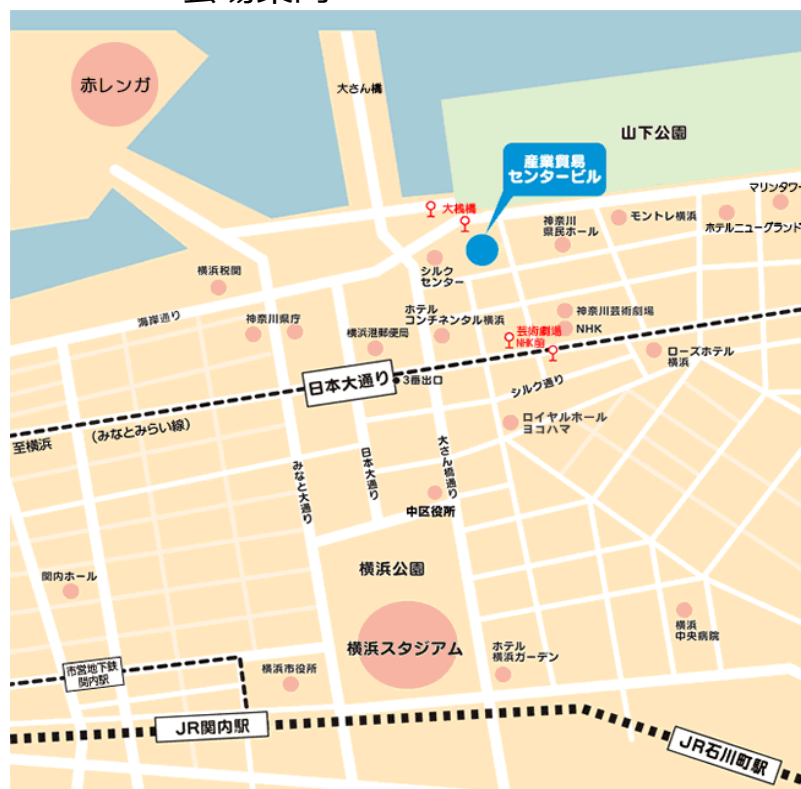 赤レンガ
大さん橋
山下公園
産業貿易
センタービル
マリンタワー
大桟橋
モントレ横浜
神奈川
県民ホール
ホテルニューグランド
シルク
センター
横浜税関
海岸通り
神奈川県庁
横浜港郵便局
ホテル
コンチネンタル横浜
神奈川芸術劇場
NHK
芸術劇場
NHK前
ローズホテル
横浜
日本大通り
3番出口
シルク通り
至横浜
(みなとみらい線)
ロイヤルホール
ヨコハマ
みなと大通り
日本大通り
大さん橋通り
中区役所
横浜公園
関内ホール
横浜スタジアム
横浜
中央病院
ホテル
横浜ガーデン
市営地下鉄
関内駅
横浜市役所
JR関内駅
JR石川町駅